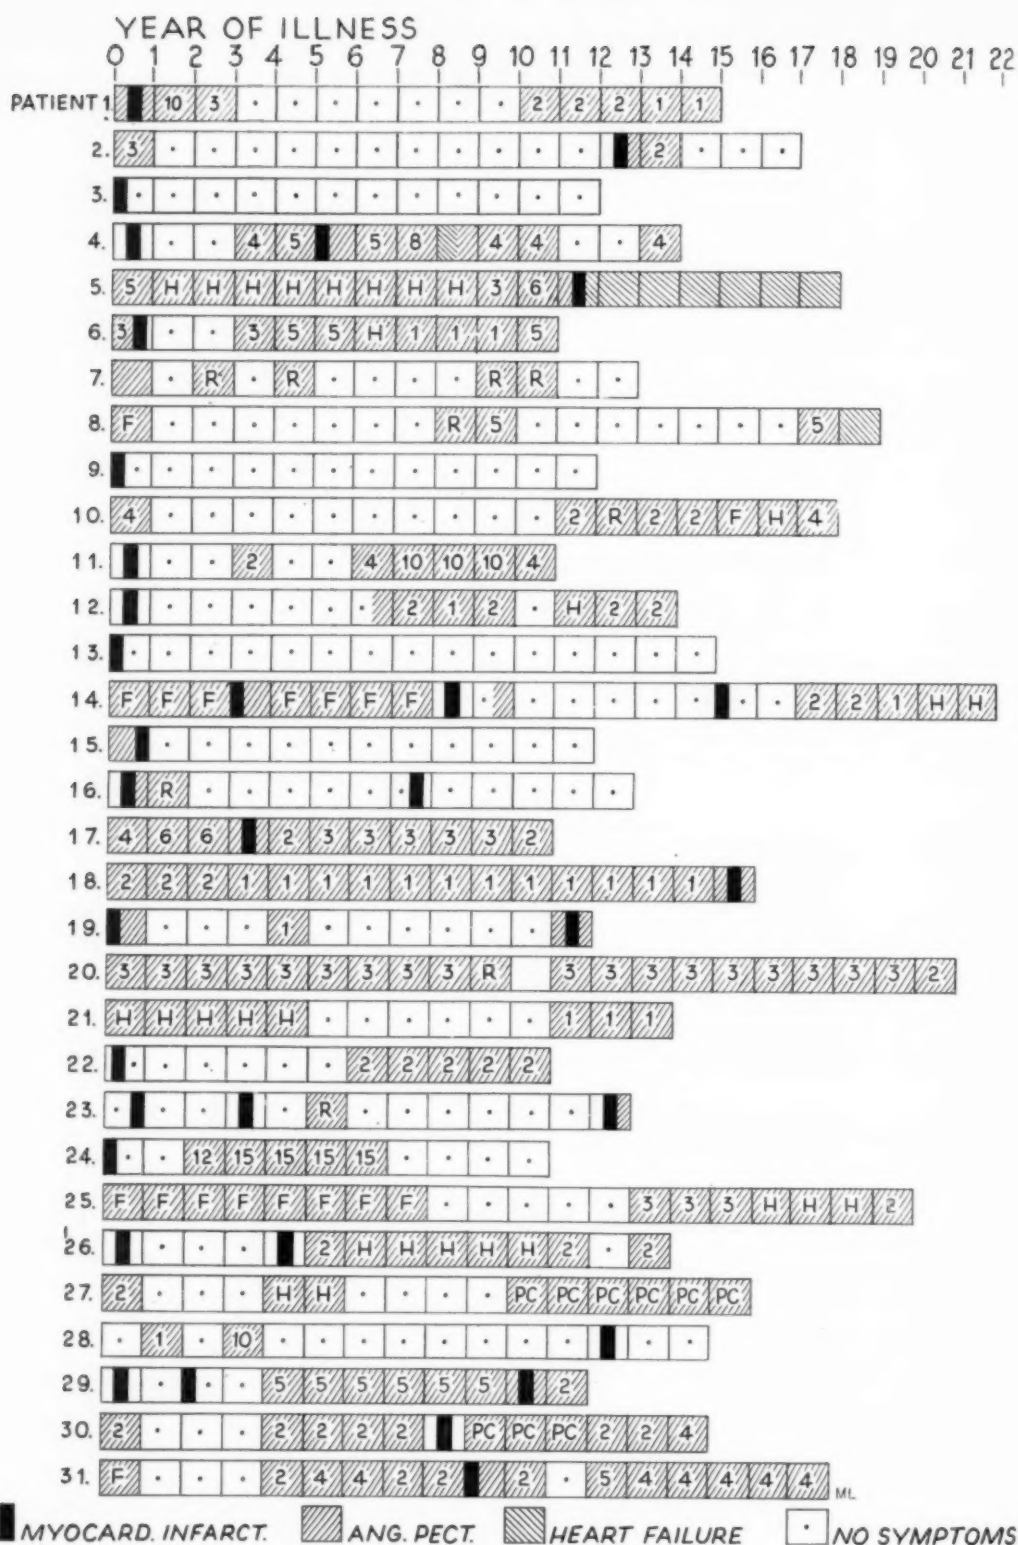 YEAR OF ILLNESS
0 1 2 3 4 5 6 7 8 9 10 11 12 13 14 15 16 17 18 19 20 21 22
PATIENT 1. 10 3 2 2 2 1 1
2. 3 2
3.
4. 4 5 5 8 4 4 4
5. 5 H H H H H H H H 3 6
6. 3 3 5 5 H 1 1 1 5
7. R R R R
8. F R 5 5
9.
10. 4 2 R 2 2 F H 4
11. 2 4 10 10 10 4
12. 2 1 2 H 2 2
13.
14. F F F F F F F 2 2 1 H H
15.
16. R
17. 4 6 6 2 3 3 3 3 3 2
18. 2 2 2 1 1 1 1 1 1 1 1 1 1 1 1
19. 1
20. 3 3 3 3 3 3 3 3 3 R 3 3 3 3 3 3 3 3 3 2
21. H H H H H 1 1 1
22. 2 2 2 2 2
23. R
24. 12 15 15 15 15
25. F F F F F F F F 3 3 3 H H H 2
26. 2 H H H H H 2 2
27. 2 H H PC PC PC PC PC PC
28. 1 10
29. 5 5 5 5 5 5 2
30. 2 2 2 2 2 PC PC PC 2 2 4
31. F 2 4 4 2 2 2 5 4 4 4 4 4
ML
MYOCARD. INFARCT. ANG. PECT. HEART FAILURE NO SYMPTOMS